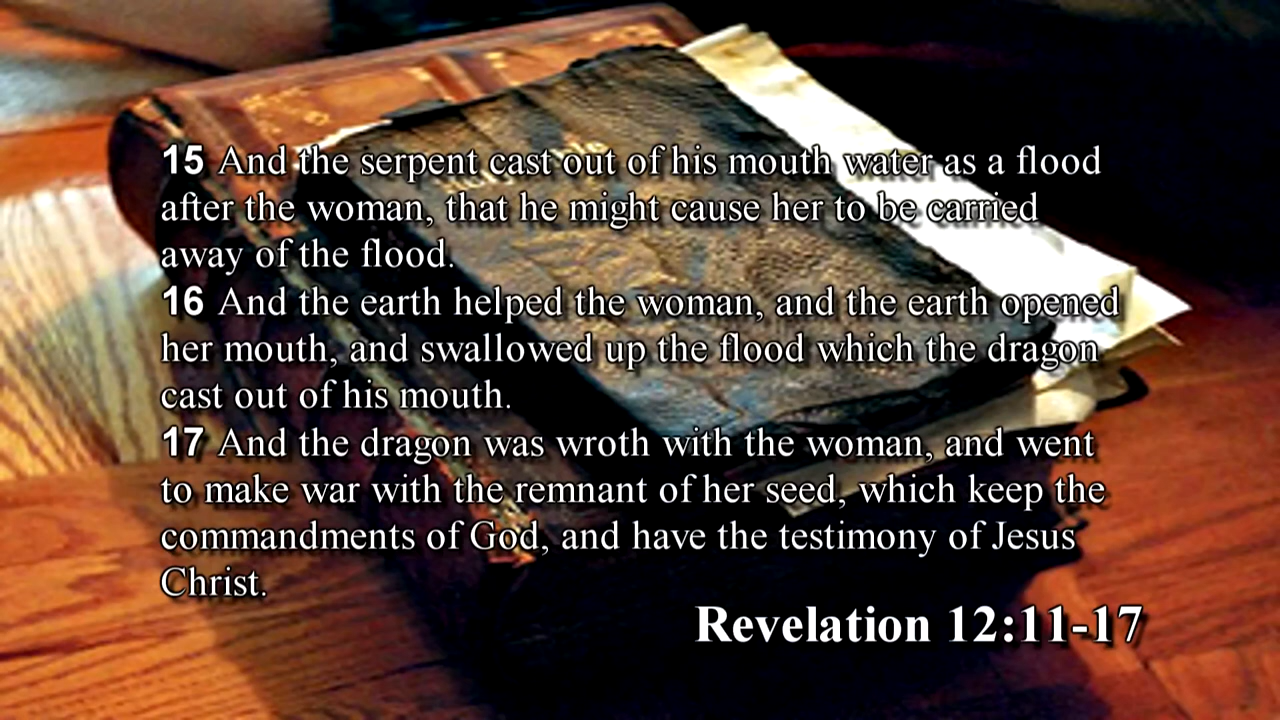 15 And the serpent cast out of his mouth water as a flood
after the woman, that he might cause her to be carried
away of the flood.
16 And the earth helped the woman, and the earth opened
her mouth, and swallowed up the flood which the dragon
cast out of his mouth.
17 And the dragon was wroth with the woman, and went
to make war with the remnant of her seed, which keep the
commandments of God, and have the testimony of Jesus
Christ.
Revelation 12:11-17